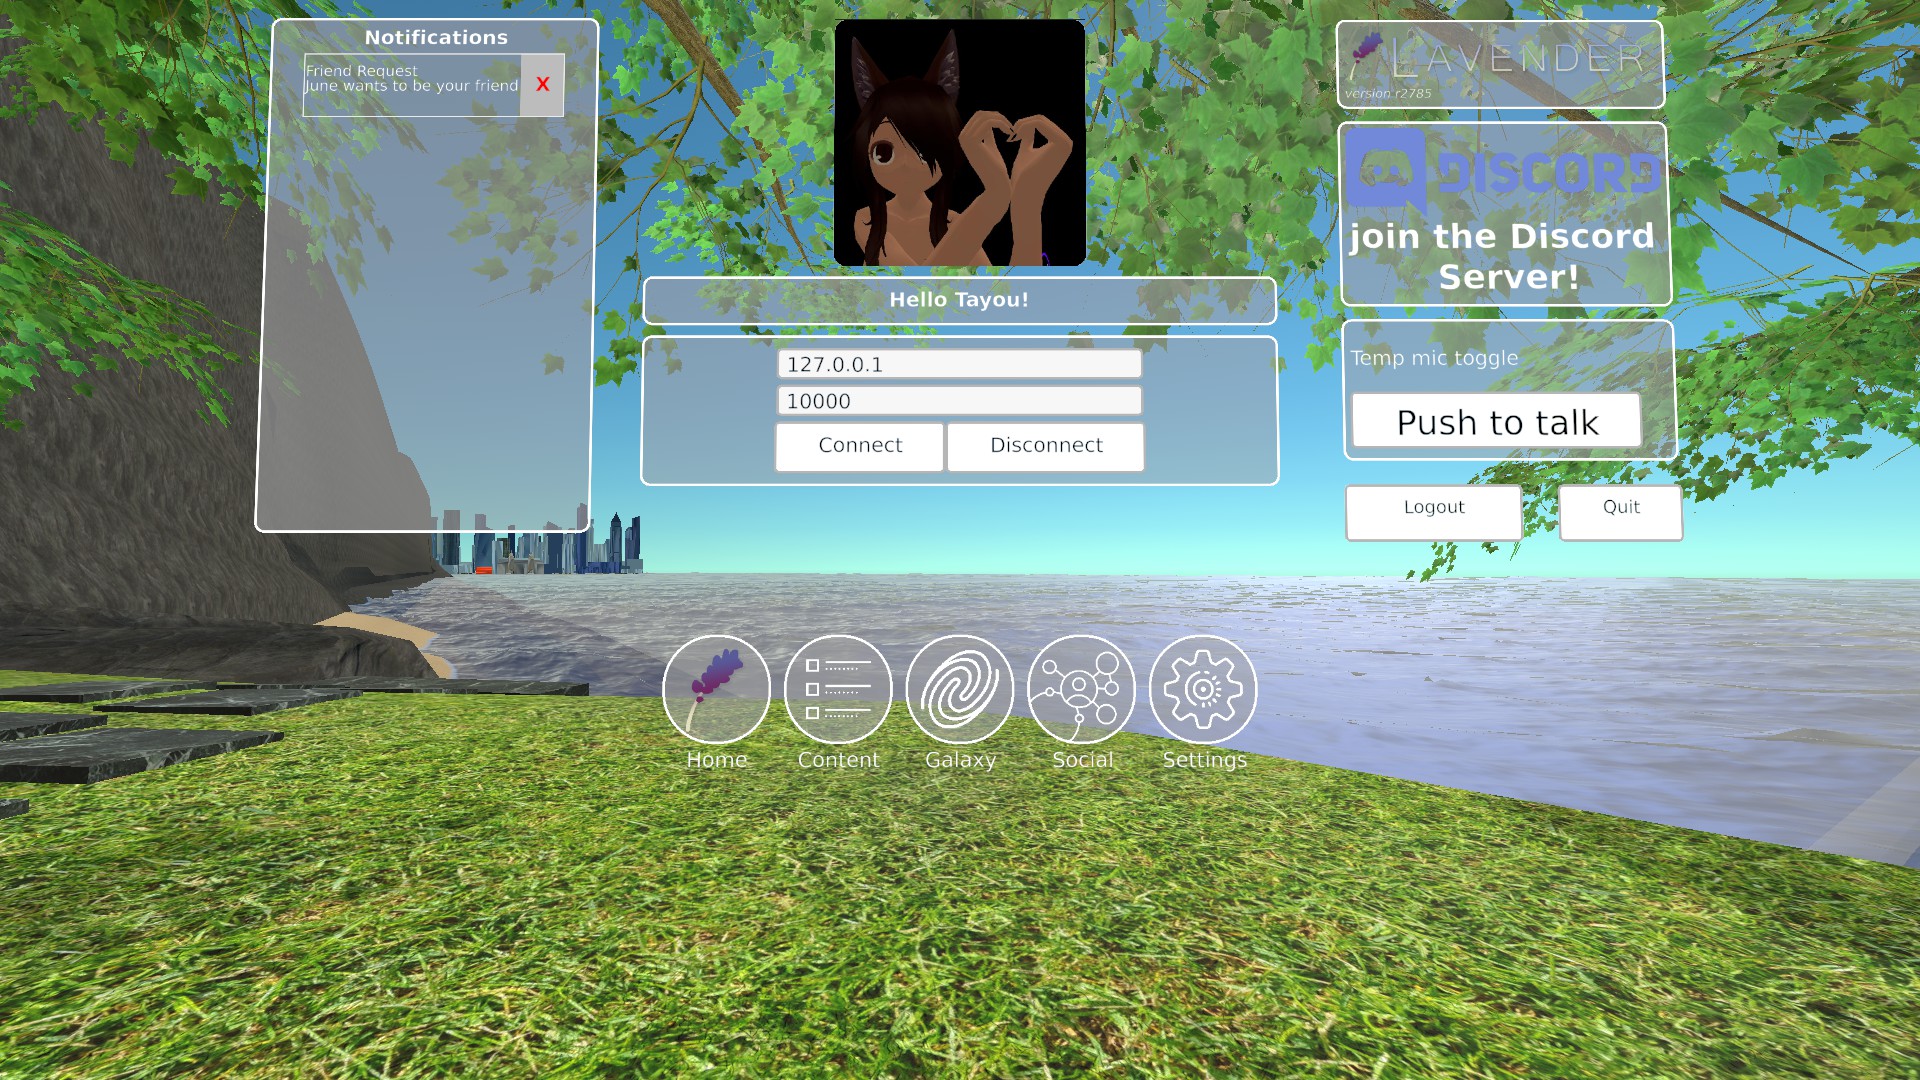 Notifications
Friend Request
June wants to be your friend
X
Hello Tayou!
127.0.0.1
10000
Connect
Disconnect
LAVENDER
version r2785
DISCORD
join the Discord
Server!
Temp mic toggle
Push to talk
Logout
Quit
Home
Content
Galaxy
Social
Settings